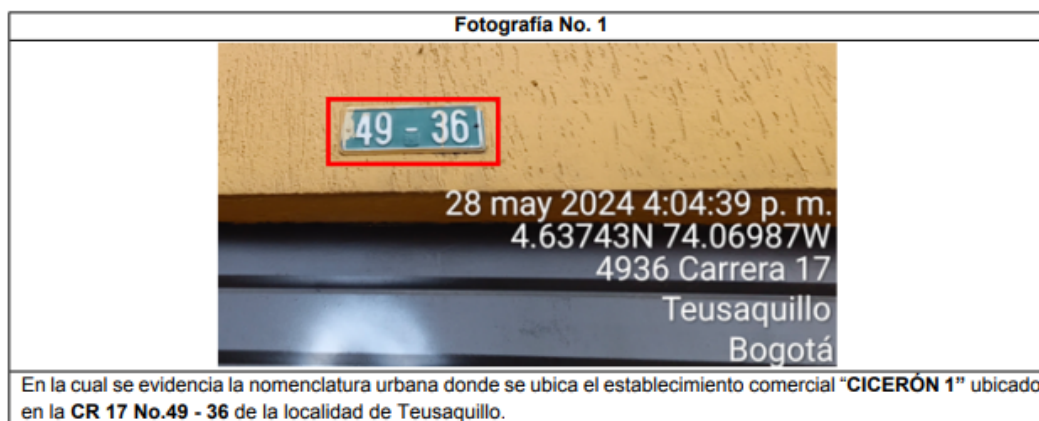 Fotografía No. 1
49 - 36
28 may 2024 4:04:39 p. m.
4.63743N 74.06987W
4936 Carrera 17
Teusaquillo
Bogotá
En la cual se evidencia la nomenclatura urbana donde se ubica el establecimiento comercial “CICERÓN 1” ubicado
en la CR 17 No.49 - 36 de la localidad de Teusaquillo.